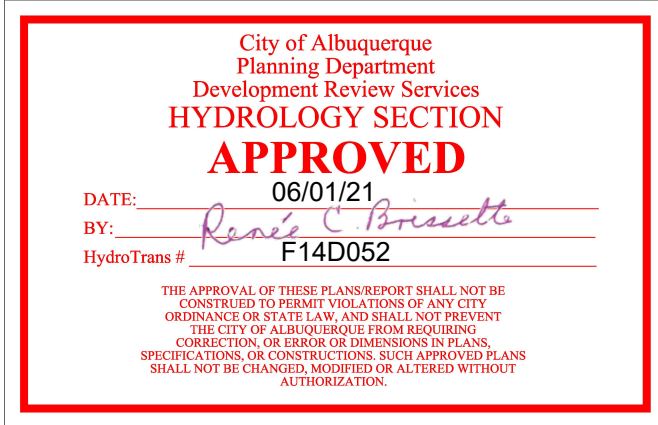 City of Albuquerque
Planning Department
Development Review Services
HYDROLOGY SECTION
APPROVED
DATE: 06/01/21
BY: Renée C. Brissette
HydroTrans # F14D052
THE APPROVAL OF THESE PLANS/REPORT SHALL NOT BE
CONSTRUED TO PERMIT VIOLATIONS OF ANY CITY
ORDINANCE OR STATE LAW, AND SHALL NOT PREVENT
THE CITY OF ALBUQUERQUE FROM REQUIRING
CORRECTION, OR ERROR OR DIMENSIONS IN PLANS,
SPECIFICATIONS, OR CONSTRUCTIONS. SUCH APPROVED PLANS
SHALL NOT BE CHANGED, MODIFIED OR ALTERED WITHOUT
AUTHORIZATION.